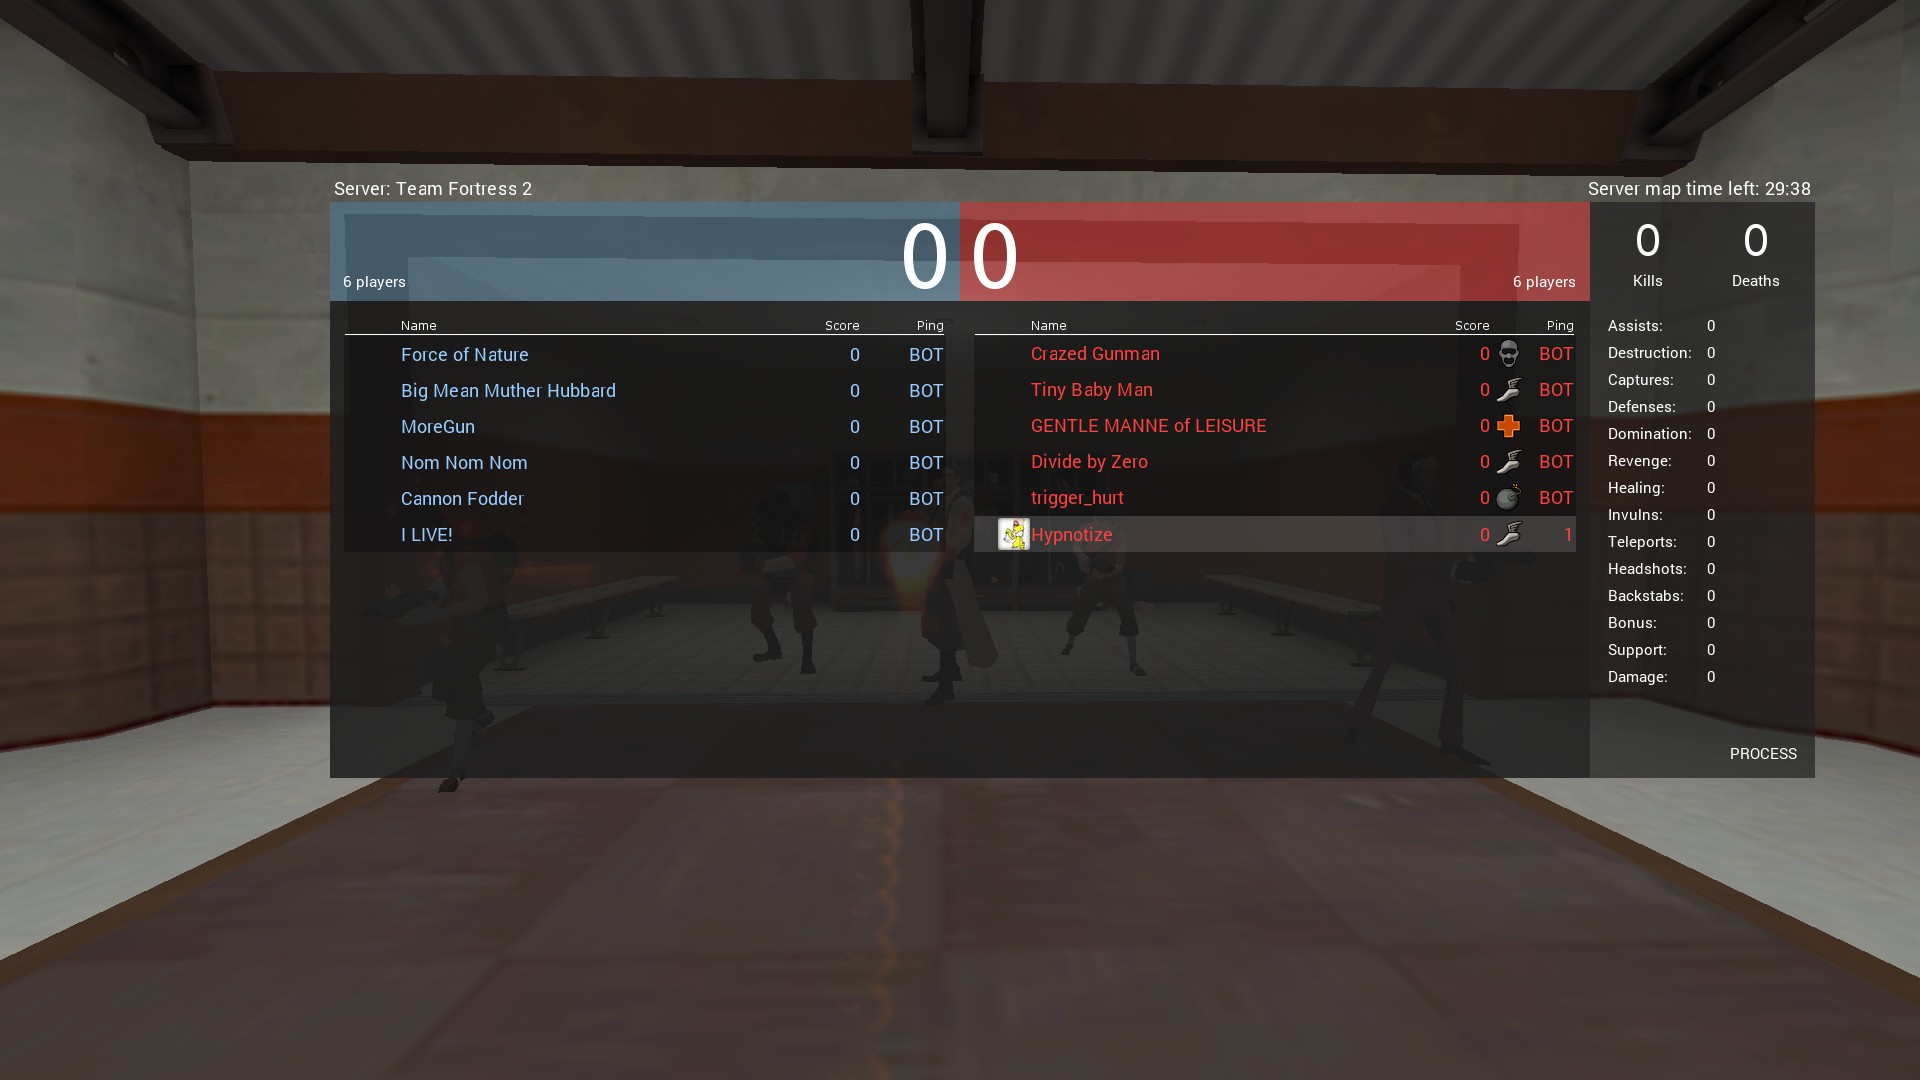 Server: Team Fortress 2
Server map time left: 29:38
6 players
0
0
6 players
Name Score Ping
Force of Nature 0 BOT
Big Mean Muther Hubbard 0 BOT
MoreGun 0 BOT
Nom Nom Nom 0 BOT
Cannon Fodder 0 BOT
I LIVE! 0 BOT
Name Score Ping
Crazed Gunman 0 BOT
Tiny Baby Man 0 BOT
GENTLE MANNE of LEISURE 0 BOT
Divide by Zero 0 BOT
trigger_hurt 0 BOT
Hypnotize 0 1
0 0
Kills Deaths
Assists: 0
Destruction: 0
Captures: 0
Defenses: 0
Domination: 0
Revenge: 0
Healing: 0
Invulns: 0
Teleports: 0
Headshots: 0
Backstabs: 0
Bonus: 0
Support: 0
Damage: 0
PROCESS